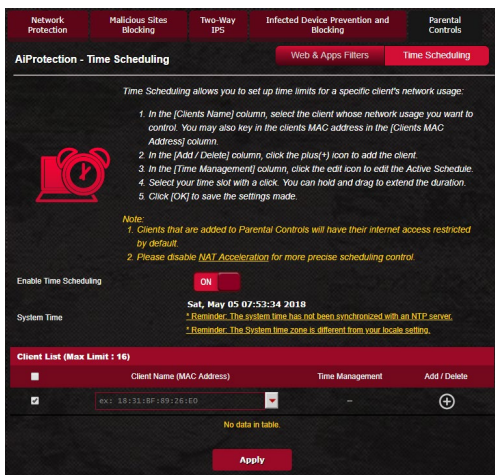 Network Protection
Malicious Sites Blocking
Two-Way IPS
Infected Device Prevention and Blocking
Parental Controls
AiProtection - Time Scheduling
Web & Apps Filters
Time Scheduling
Time Scheduling allows you to set up time limits for a specific client's network usage:
1. In the [Clients Name] column, select the client whose network usage you want to
control. You may also key in the clients MAC address in the [Clients MAC
Address] column.
2. In the [Add / Delete] column, click the plus(+) icon to add the client.
3. In the [Time Management] column, click the edit icon to edit the Active Schedule.
4. Select your time slot with a click. You can hold and drag to extend the duration.
5. Click [OK] to save the settings made.
Note:
1. Clients that are added to Parental Controls will have their internet access restricted
by default.
2. Please disable NAT Acceleration for more precise scheduling control.
Enable Time Scheduling
ON
System Time
Sat, May 05 07:53:34 2018
* Reminder: The system time has not been synchronized with an NTP server.
* Reminder: The System time zone is different from your locale setting.
Client List (Max Limit : 16)
Client Name (MAC Address)
Time Management
Add / Delete
ex: 18:31:BF:89:26:E0
--
No data in table.
Apply